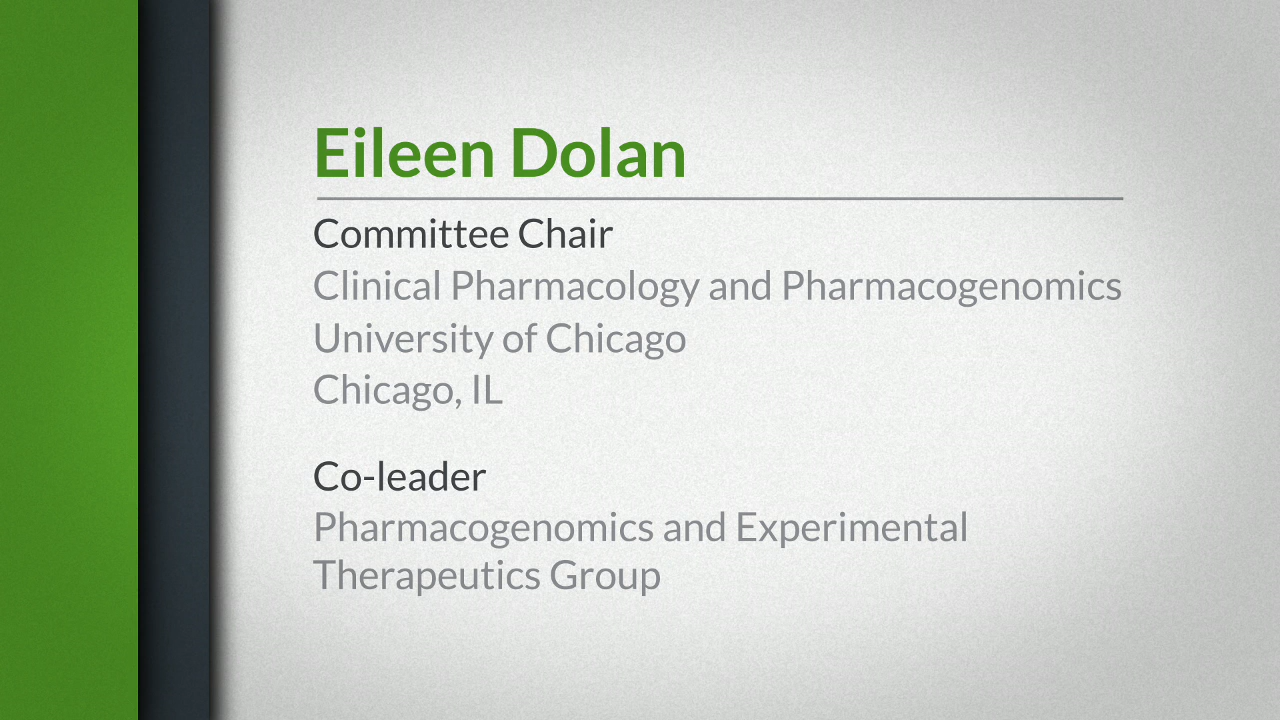 Eileen Dolan
Committee Chair
Clinical Pharmacology and Pharmacogenomics
University of Chicago
Chicago, IL
Co-leader
Pharmacogenomics and Experimental
Therapeutics Group